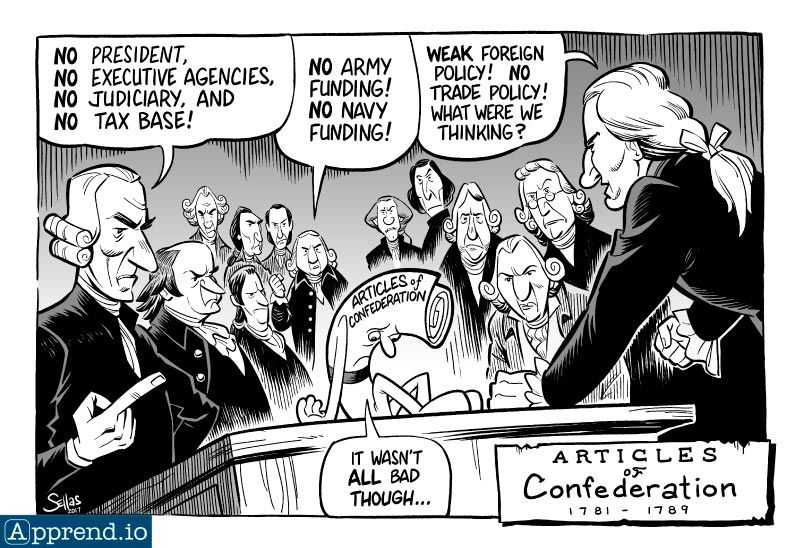 NO PRESIDENT,
NO EXECUTIVE AGENCIES,
NO JUDICIARY, AND
NO TAX BASE!
NO ARMY
FUNDING!
NO NAVY
FUNDING!
WEAK FOREIGN
POLICY! NO
TRADE POLICY!
WHAT WERE WE
THINKING?
ARTICLES of
CONFEDERATION
IT WASN'T
ALL BAD
THOUGH...
ARTICLES
OF
Confederation
1781 - 1789
Sellas
2017
Apprend.io